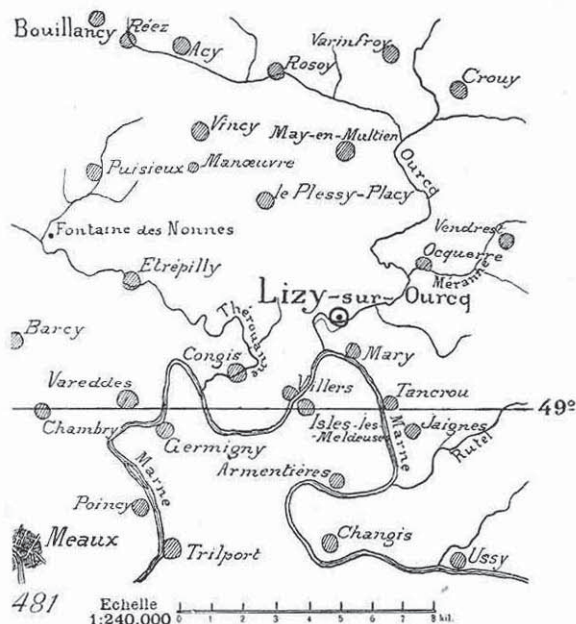 Bouillancy
Réez
Acy
Rosoy
Varinfroy
Crouy
Vincy
May-en-Multien
Ourcq
Puisieux
Manœuvre
le Plessy-Placy
Fontaine des Nonnes
Vendrest
Ocquerre
Méranne
Etrépilly
Thérouanne
Lizy-sur-Ourcq
Barcy
Congis
Mary
Villers
Vareddes
Tancrou
49º
Chambry
Germigny
Isles-les-
-Meldeuses
Marne
Jaignes
Rutel
Marne
Armentières
Poincy
Meaux
Trilport
Changis
Ussy
481
Echelle
1:240.000
0 1 2 3 4 5 6 7 8 kil.